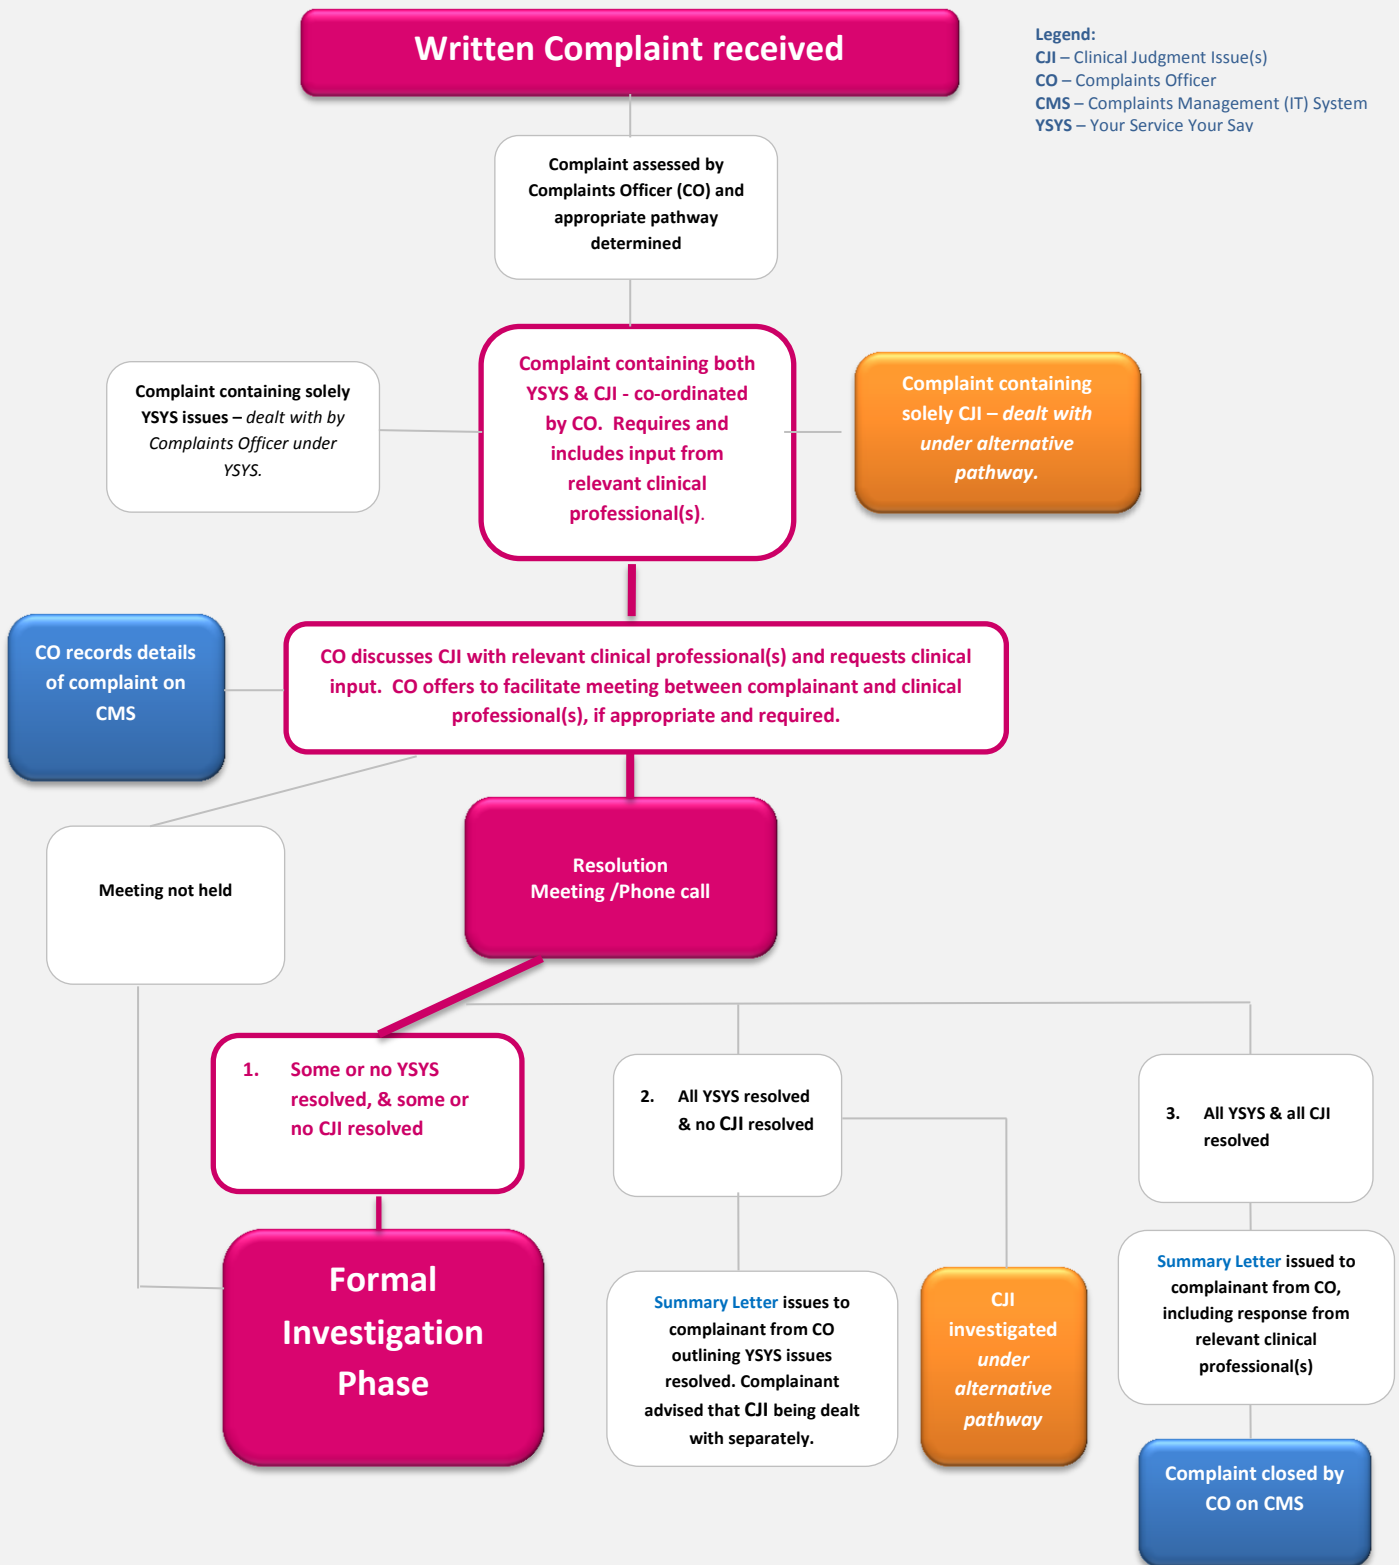 Written Complaint received
Legend:
CJI – Clinical Judgment Issue(s)
CO – Complaints Officer
CMS – Complaints Management (IT) System
YSYS – Your Service Your Say
Complaint assessed by
Complaints Officer (CO) and
appropriate pathway
determined
Complaint containing solely
YSYS issues – dealt with by
Complaints Officer under
YSYS.
Complaint containing both
YSYS & CJI - co-ordinated
by CO. Requires and
includes input from
relevant clinical
professional(s).
Complaint containing
solely CJI – dealt with
under alternative
pathway.
CO records details
of complaint on
CMS
CO discusses CJI with relevant clinical professional(s) and requests clinical
input. CO offers to facilitate meeting between complainant and clinical
professional(s), if appropriate and required.
Meeting not held
Resolution
Meeting /Phone call
1. Some or no YSYS
resolved, & some or
no CJI resolved
2. All YSYS resolved
& no CJI resolved
3. All YSYS & all CJI
resolved
Formal
Investigation
Phase
Summary Letter issues to
complainant from CO
outlining YSYS issues
resolved. Complainant
advised that CJI being dealt
with separately.
CJI
investigated
under
alternative
pathway
Summary Letter issued to
complainant from CO,
including response from
relevant clinical
professional(s)
Complaint closed by
CO on CMS